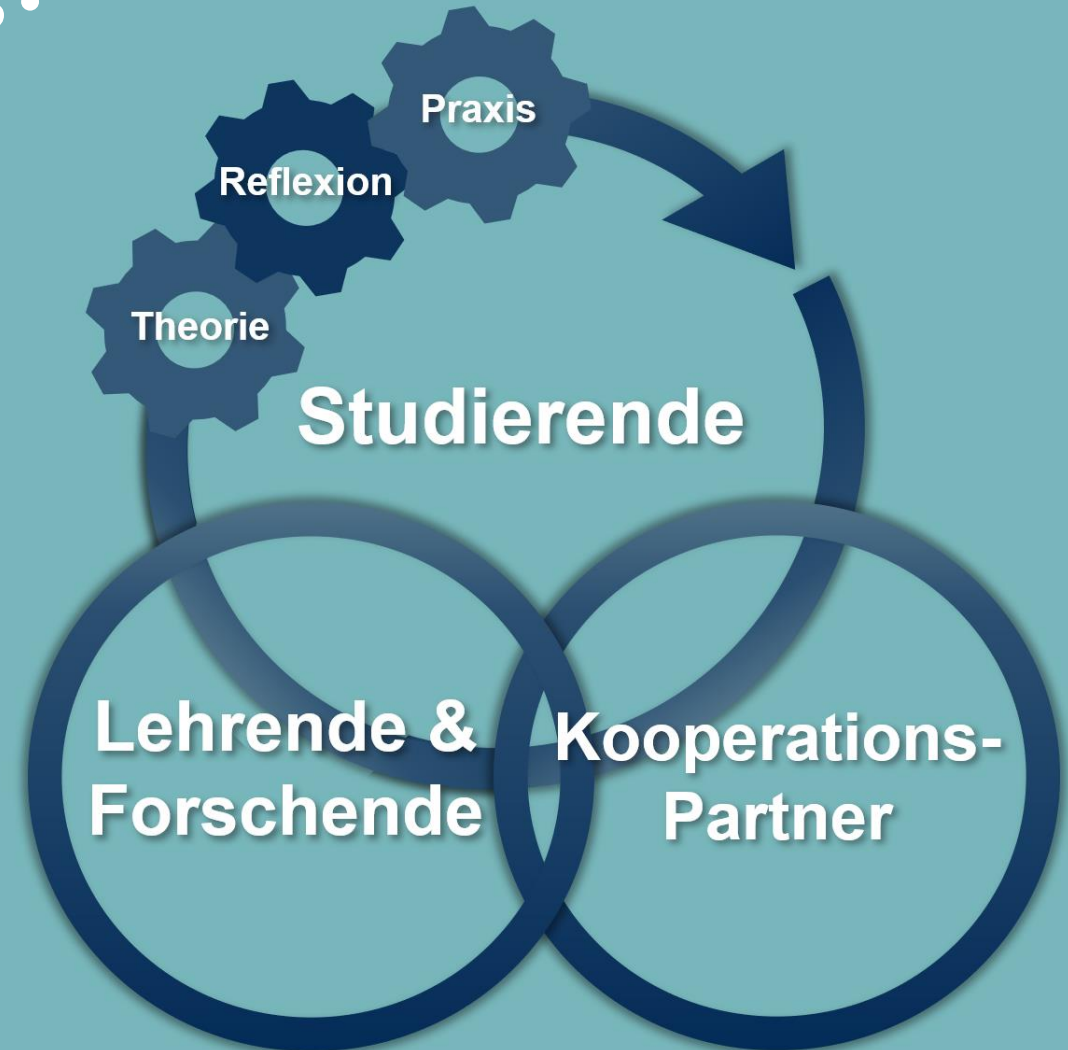 Praxis
Reflexion
Theorie
Studierende
Lehrende &
Forschende
Kooperations-
Partner